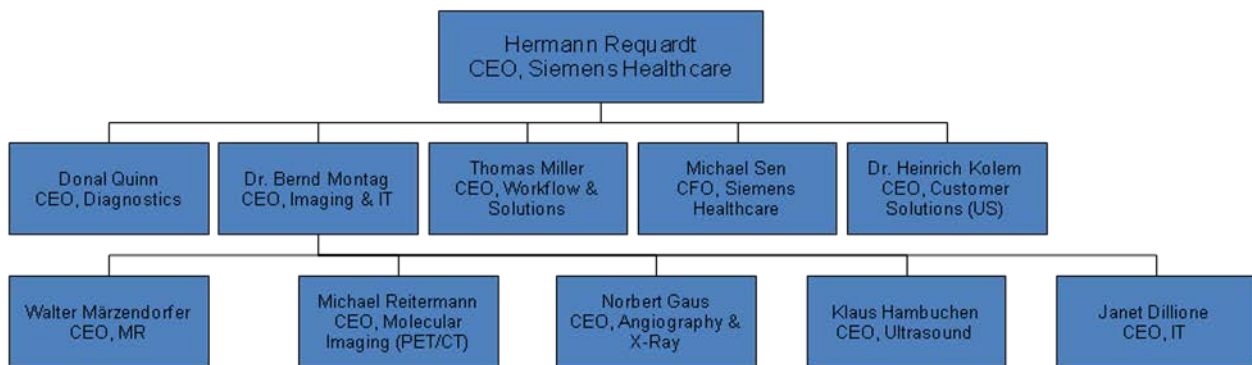 Hermann Requardt
CEO, Siemens Healthcare
Donal Quinn
CEO, Diagnostics
Dr. Bernd Montag
CEO, Imaging & IT
Thomas Miller
CEO, Workflow &
Solutions
Michael Sen
CFO, Siemens
Healthcare
Dr. Heinrich Kolem
CEO, Customer
Solutions (US)
Walter Märzendorfer
CEO, MR
Michael Reitermann
CEO, Molecular
Imaging (PET/CT)
Norbert Gaus
CEO, Angiography &
X-Ray
Klaus Hambuchen
CEO, Ultrasound
Janet Dillione
CEO, IT